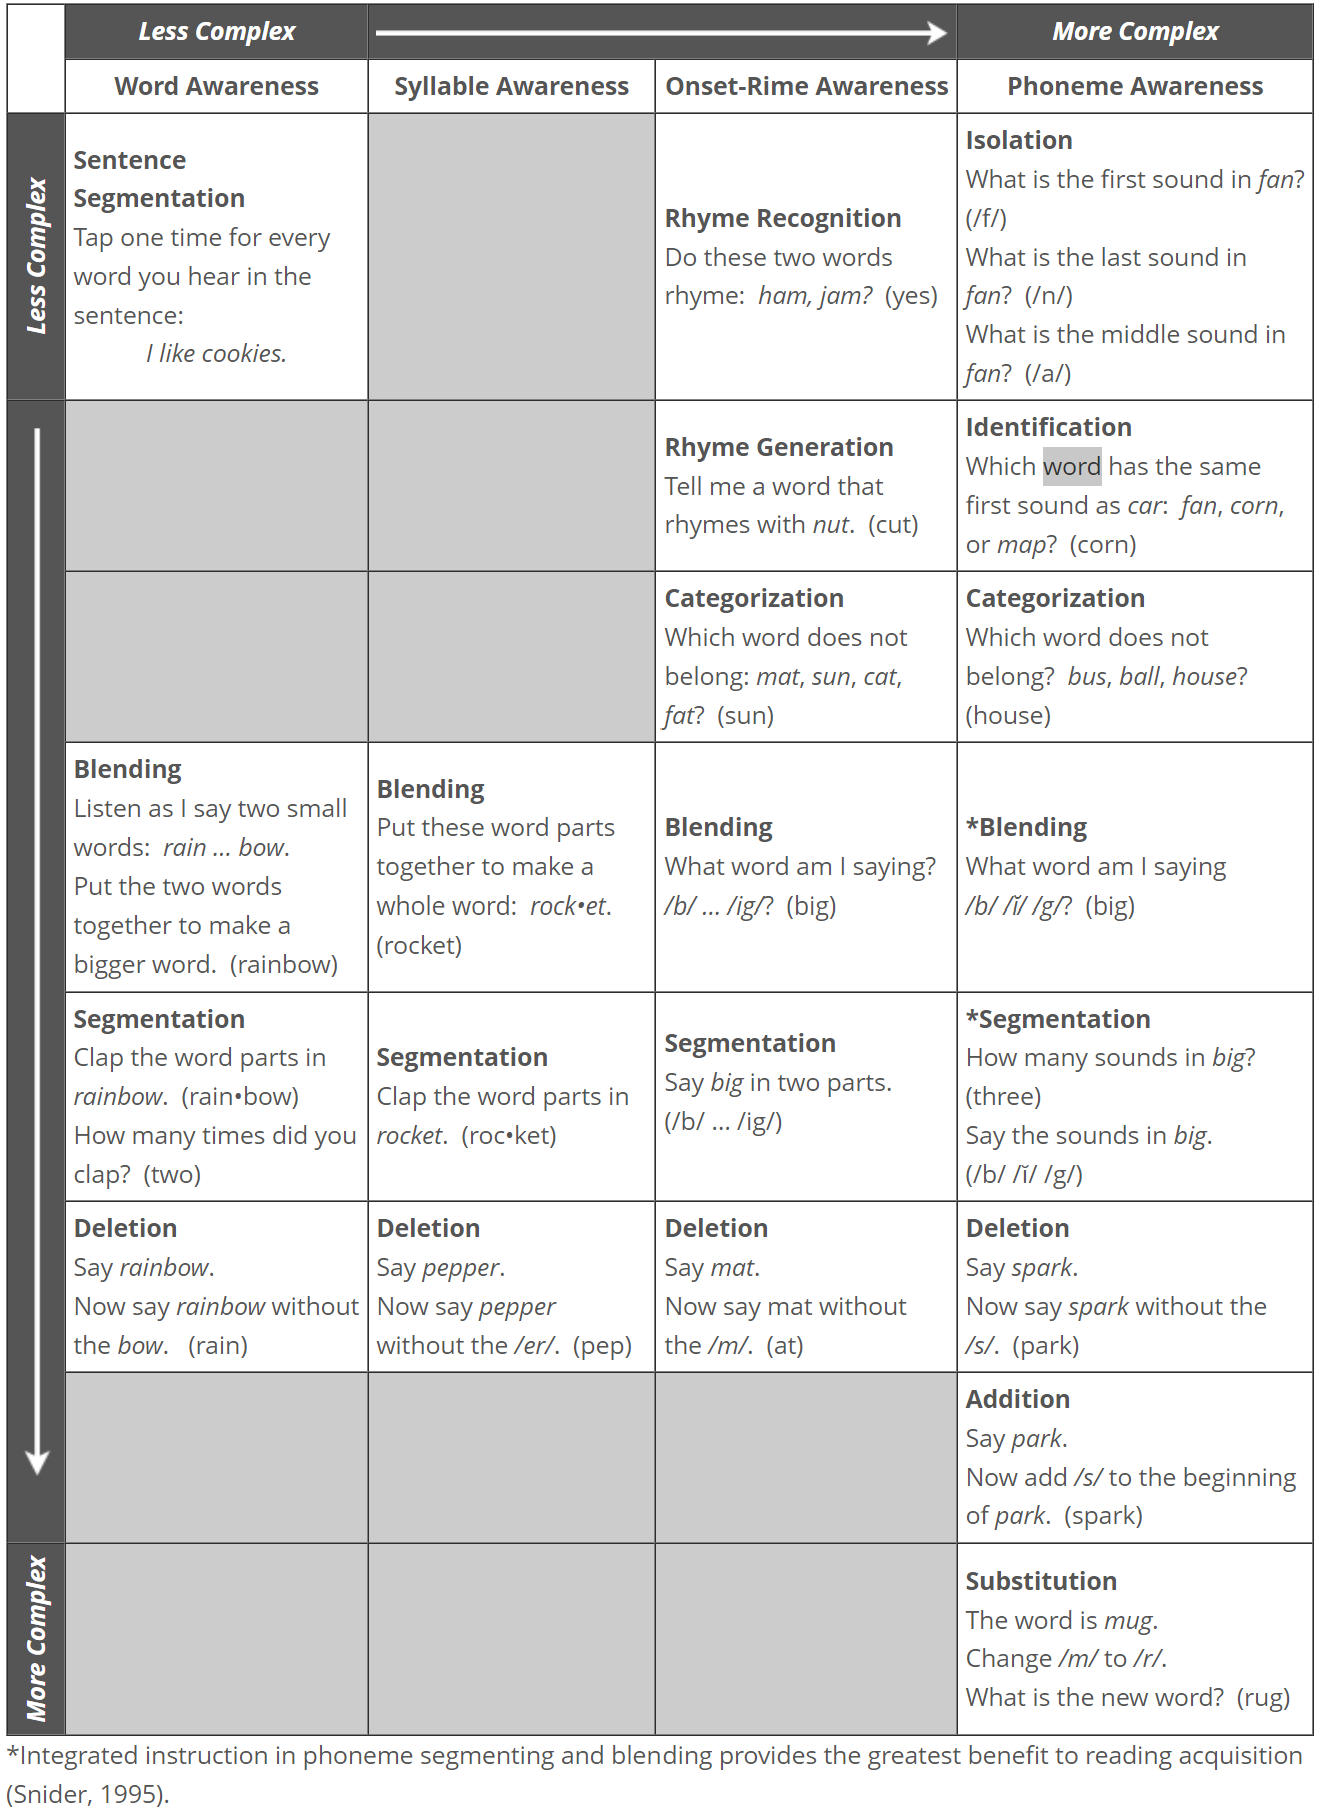 Less Complex
More Complex
Word Awareness
Syllable Awareness
Onset-Rime Awareness
Phoneme Awareness
Less Complex
Sentence
Segmentation
Tap one time for every
word you hear in the
sentence:
I like cookies.
Rhyme Recognition
Do these two words
rhyme: ham, jam? (yes)
Isolation
What is the first sound in fan?
(/f/)
What is the last sound in
fan? (/n/)
What is the middle sound in
fan? (/a/)
Rhyme Generation
Tell me a word that
rhymes with nut. (cut)
Identification
Which word has the same
first sound as car: fan, corn,
or map? (corn)
Categorization
Which word does not
belong: mat, sun, cat,
fat? (sun)
Categorization
Which word does not
belong? bus, ball, house?
(house)
Blending
Listen as I say two small
words: rain ... bow.
Put the two words
together to make a
bigger word. (rainbow)
Blending
Put these word parts
together to make a
whole word: rock•et.
(rocket)
Blending
What word am I saying?
/b/ ... /ig/? (big)
*Blending
What word am I saying
/b/ /ĭ/ /g/? (big)
Segmentation
Clap the word parts in
rainbow. (rain•bow)
How many times did you
clap? (two)
Segmentation
Clap the word parts in
rocket. (roc•ket)
Segmentation
Say big in two parts.
(/b/ ... /ig/)
*Segmentation
How many sounds in big?
(three)
Say the sounds in big.
(/b/ /ĭ/ /g/)
Deletion
Say rainbow.
Now say rainbow without
the bow. (rain)
Deletion
Say pepper.
Now say pepper
without the /er/. (pep)
Deletion
Say mat.
Now say mat without
the /m/. (at)
Deletion
Say spark.
Now say spark without the
/s/. (park)
Addition
Say park.
Now add /s/ to the beginning
of park. (spark)
More Complex
Substitution
The word is mug.
Change /m/ to /r/.
What is the new word? (rug)
*Integrated instruction in phoneme segmenting and blending provides the greatest benefit to reading acquisition
(Snider, 1995).